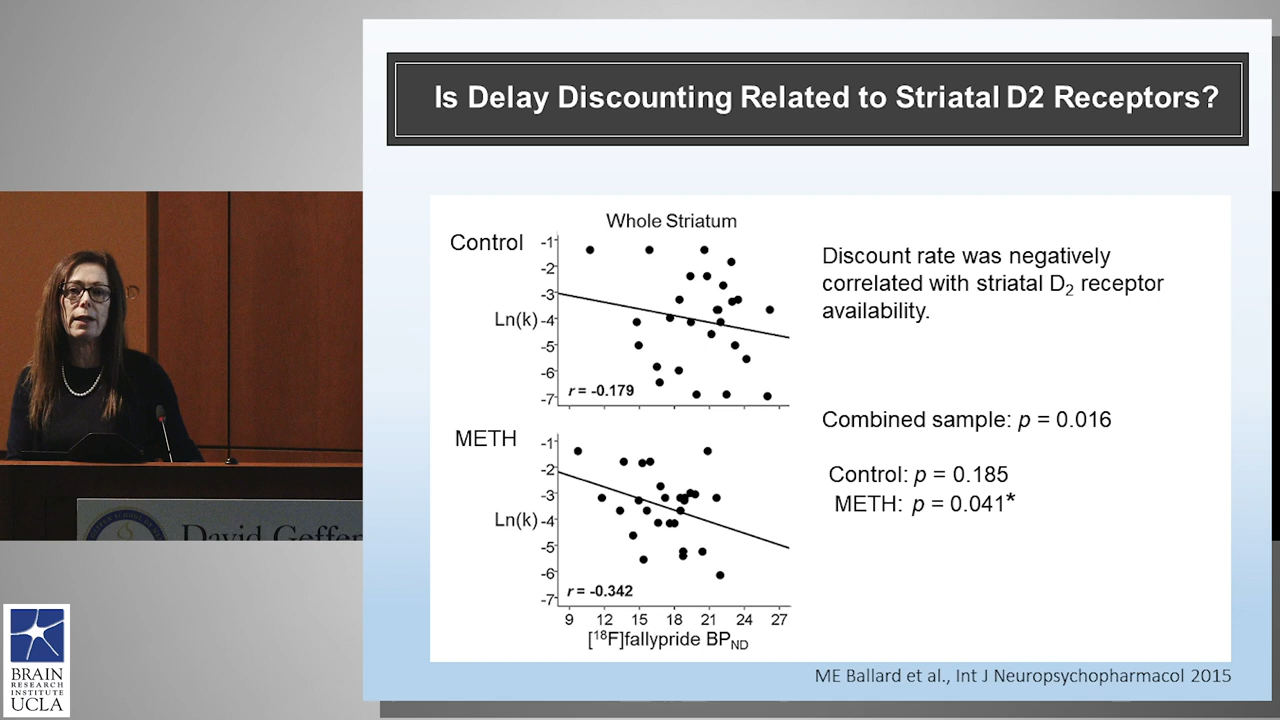 Is Delay Discounting Related to Striatal D2 Receptors?
Whole Striatum
Control
-1
-2
-3
Ln(k) -4
-5
-6
-7
r = -0.179
METH
-1
-2
-3
Ln(k) -4
-5
-6
-7
r = -0.342
9 12 15 18 21 24 27
[18F]fallypride BPND
Discount rate was negatively
correlated with striatal D2 receptor
availability.
Combined sample: p = 0.016
Control: p = 0.185
METH: p = 0.041*
ME Ballard et al., Int J Neuropsychopharmacol 2015
David Geffen
BRAIN
RESEARCH
INSTITUTE
UCLA